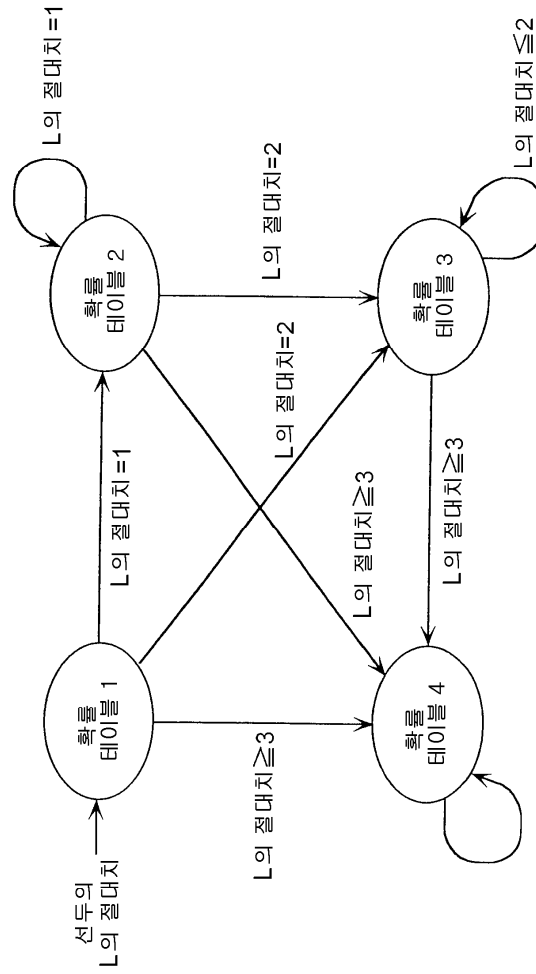 선두의
L의 절대치
확률
테이블 1
L의 절대치=1
확률
테이블 2
L의 절대치=1
L의 절대치≧3
L의 절대치≧3
L의 절대치=2
L의 절대치=2
확률
테이블 4
L의 절대치≧3
확률
테이블 3
L의 절대치≦2